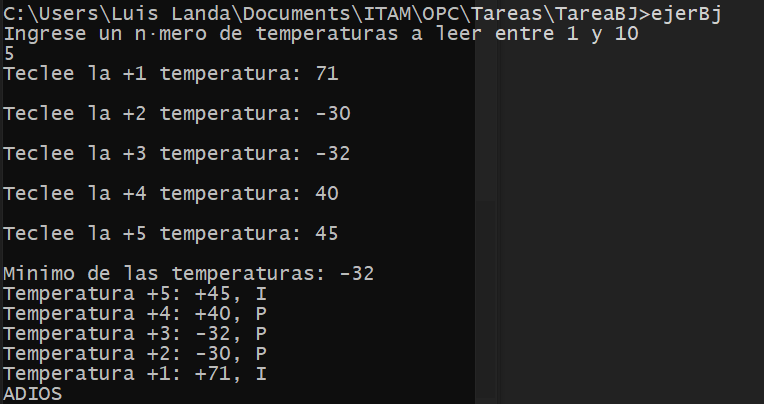 C:\Users\Luis Landa\Documents\ITAM\OPC\Tareas\TareaBJ>ejerBj
Ingrese un n·mero de temperaturas a leer entre 1 y 10
5
Teclee la +1 temperatura: 71
Teclee la +2 temperatura: -30
Teclee la +3 temperatura: -32
Teclee la +4 temperatura: 40
Teclee la +5 temperatura: 45
Minimo de las temperaturas: -32
Temperatura +5: +45, I
Temperatura +4: +40, P
Temperatura +3: -32, P
Temperatura +2: -30, P
Temperatura +1: +71, I
ADIOS